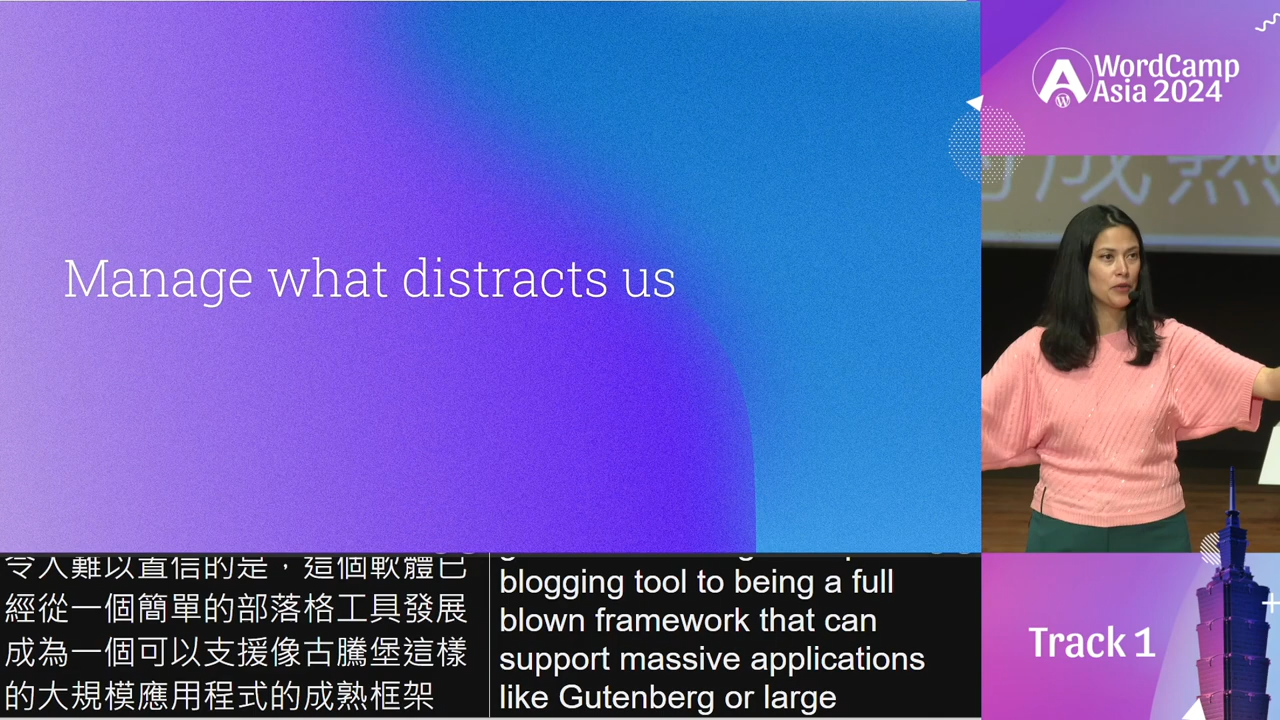 Manage what distracts us
WordCamp
Asia 2024
Track 1
令人難以置信的是，這個軟體已
經從一個簡單的部落格工具發展
成為一個可以支援像古騰堡這樣
的大規模應用程式的成熟框架
blogging tool to being a full
blown framework that can
support massive applications
like Gutenberg or large